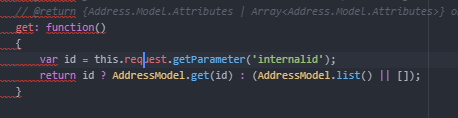 // @return {Address.Model.Attributes | Array<Address.Model.Attributes>} o
get: function()
{
var id = this.request.getParameter('internalid');
return id ? AddressModel.get(id) : (AddressModel.list() || []);
}